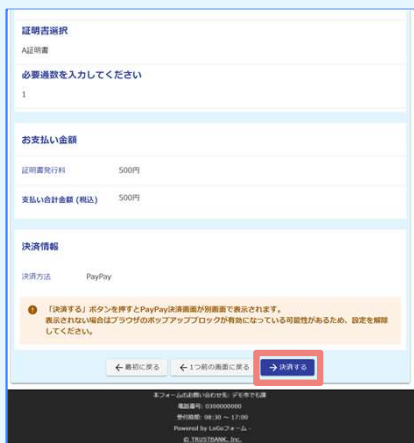 証明書選択
A証明書
必要通数を入力してください
1
お支払い金額
証明書発行料 500円
支払い合計金額 (税込) 500円
決済情報
決済方法 PayPay
「決済する」ボタンを押すとPayPay決済画面が別画面で表示されます。
表示されない場合はブラウザのポップアップブロックが有効になっている可能性があるため、設定を解除
してください。
← 最初に戻る ← 1つ前の画面に戻る → 決済する
本フォームのお問い合わせ先: デモ市デモ課
電話番号: 0300000000
受付時間: 08:30 ～ 17:00
Powered by LoGoフォーム -
© TRUSTBANK, Inc.